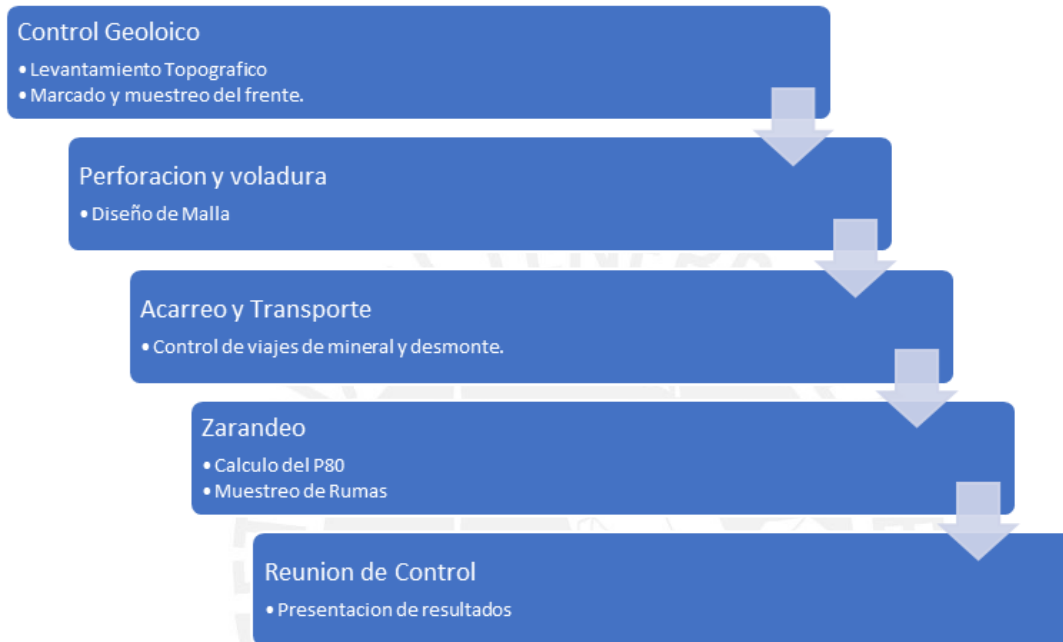 Control Geoloico
• Levantamiento Topografico
• Marcado y muestreo del frente.
Perforacion y voladura
• Diseño de Malla
Acarreo y Transporte
• Control de viajes de mineral y desmonte.
Zarandeo
• Calculo del P80
• Muestreo de Rumas
Reunion de Control
• Presentacion de resultados